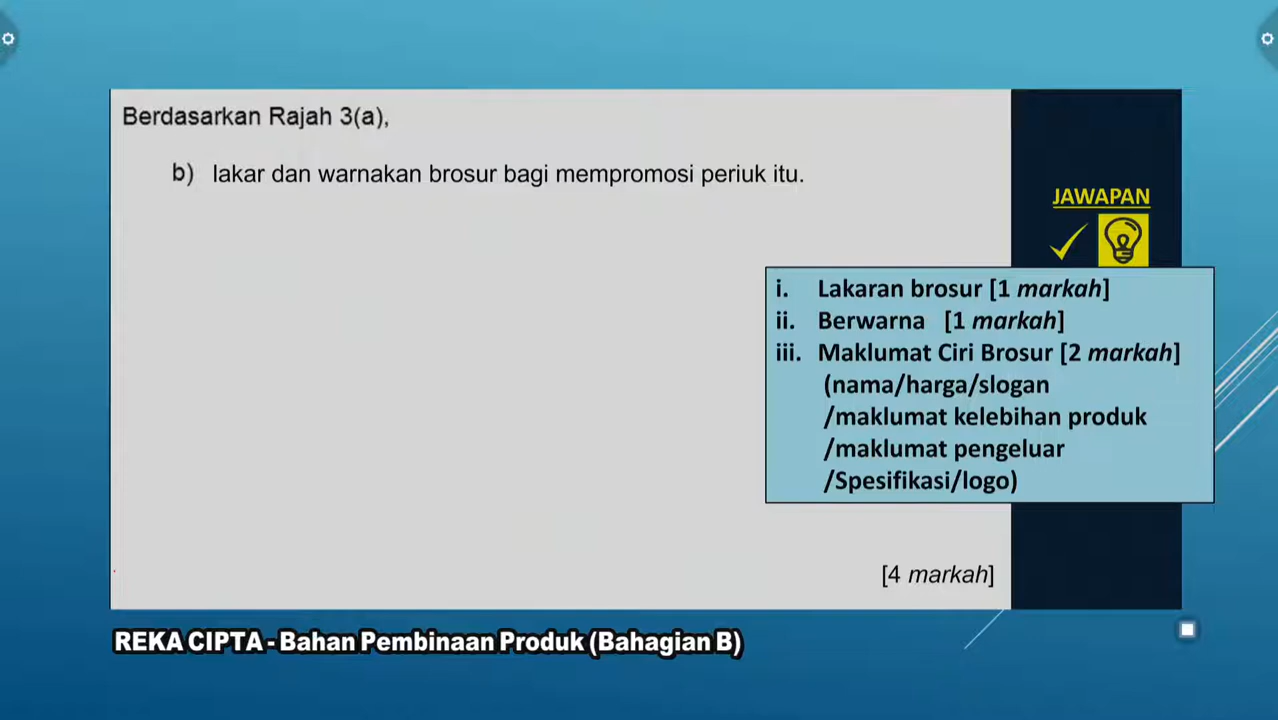 Berdasarkan Rajah 3(a),
b) lakar dan warnakan brosur bagi mempromosi periuk itu.
JAWAPAN
i. Lakaran brosur [1 markah]
ii. Berwarna [1 markah]
iii. Maklumat Ciri Brosur [2 markah]
(nama/harga/slogan
/maklumat kelebihan produk
/maklumat pengeluar
/Spesifikasi/logo)
[4 markah]
REKA CIPTA - Bahan Pembinaan Produk (Bahagian B)